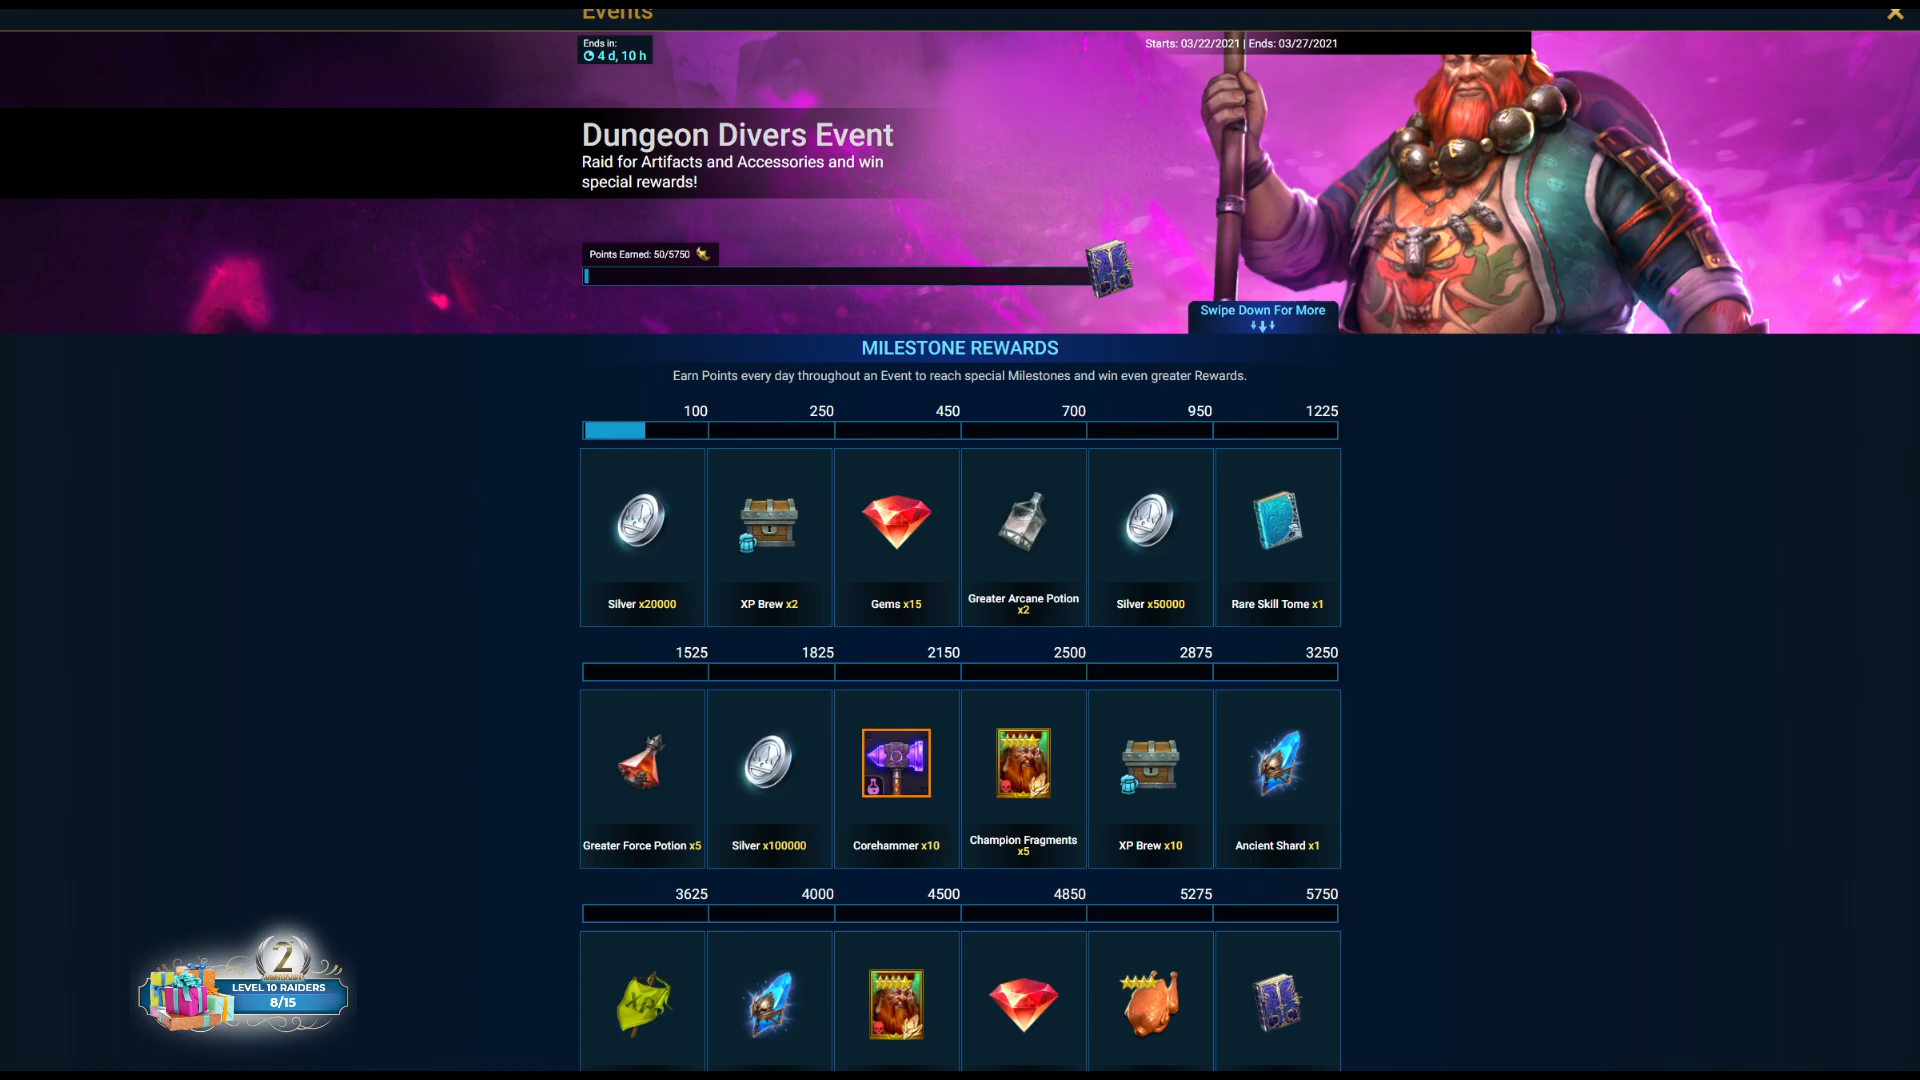 Events
Ends in:
4 d, 10 h
Starts: 03/22/2021 | Ends: 03/27/2021
Dungeon Divers Event
Raid for Artifacts and Accessories and win
special rewards!
Points Earned: 50/5750
Swipe Down For More
MILESTONE REWARDS
Earn Points every day throughout an Event to reach special Milestones and win even greater Rewards.
100 250 450 700 950 1225
Silver x20000
XP Brew x2
Gems x15
Greater Arcane Potion
x2
Silver x50000
Rare Skill Tome x1
1525 1825 2150 2500 2875 3250
Greater Force Potion x5
Silver x100000
Corehammer x10
Champion Fragments
x5
XP Brew x10
Ancient Shard x1
3625 4000 4500 4850 5275 5750
XP
2
ANNIVERSARY
LEVEL 10 RAIDERS
8/15